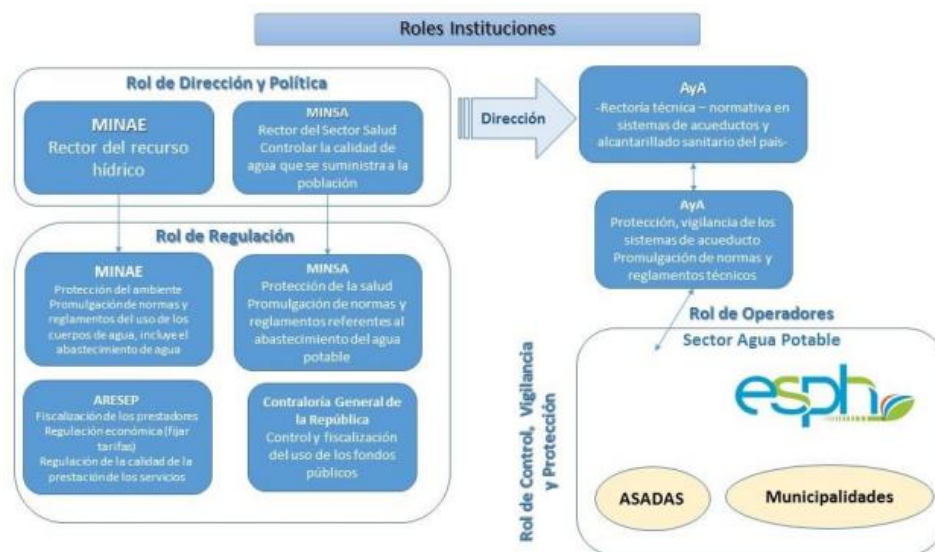 Roles Instituciones
Rol de Dirección y Política
MINAE
Rector del recurso
hídrico
MINSA
Rector del Sector Salud
Controlar la calidad de
agua que se suministra a la
población
Dirección
AyA
-Rectoría técnica – normativa en
sistemas de acueductos y
alcantarillado sanitario del país-
AyA
Protección, vigilancia de los
sistemas de acueducto
Promulgación de normas y
reglamentos técnicos
Rol de Regulación
MINAE
Protección del ambiente
Promulgación de normas y
reglamentos del uso de los
cuerpos de agua, incluye el
abastecimiento de agua
MINSA
Protección de la salud
Promulgación de normas y
reglamentos referentes al
abastecimiento del agua
potable
ARESEP
Fiscalización de los prestadores
Regulación económica (fijar
tarifas)
Regulación de la calidad de la
prestación de los servicios
Contraloría General de
la República
Control y fiscalización
del uso de los fondos
públicos
Rol de Control, Vigilancia
y Protección
Rol de Operadores
Sector Agua Potable
esph
ASADAS
Municipalidades